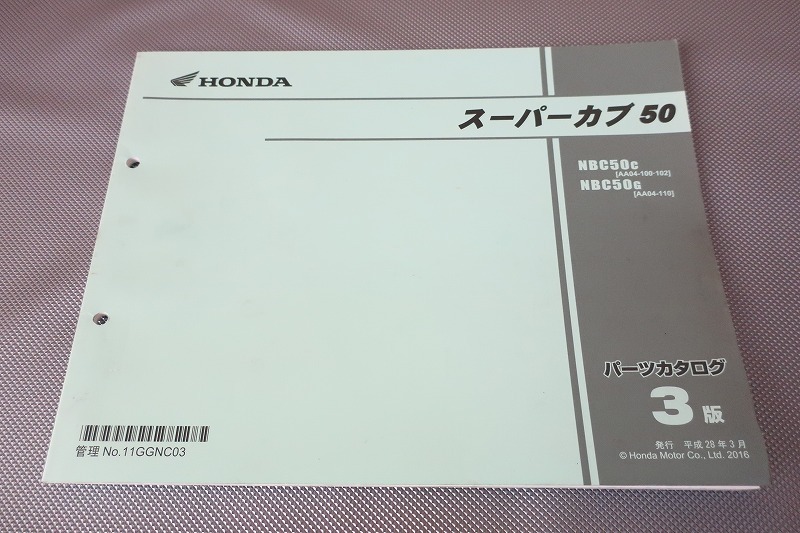 HONDA
スーパーカブ 50
NBC50C
[AA04-100・102]
NBC50G
[AA04-110]
パーツカタログ
3版
発行 平成 28 年 3 月
© Honda Motor Co., Ltd. 2016
管理 No.11GGNC03